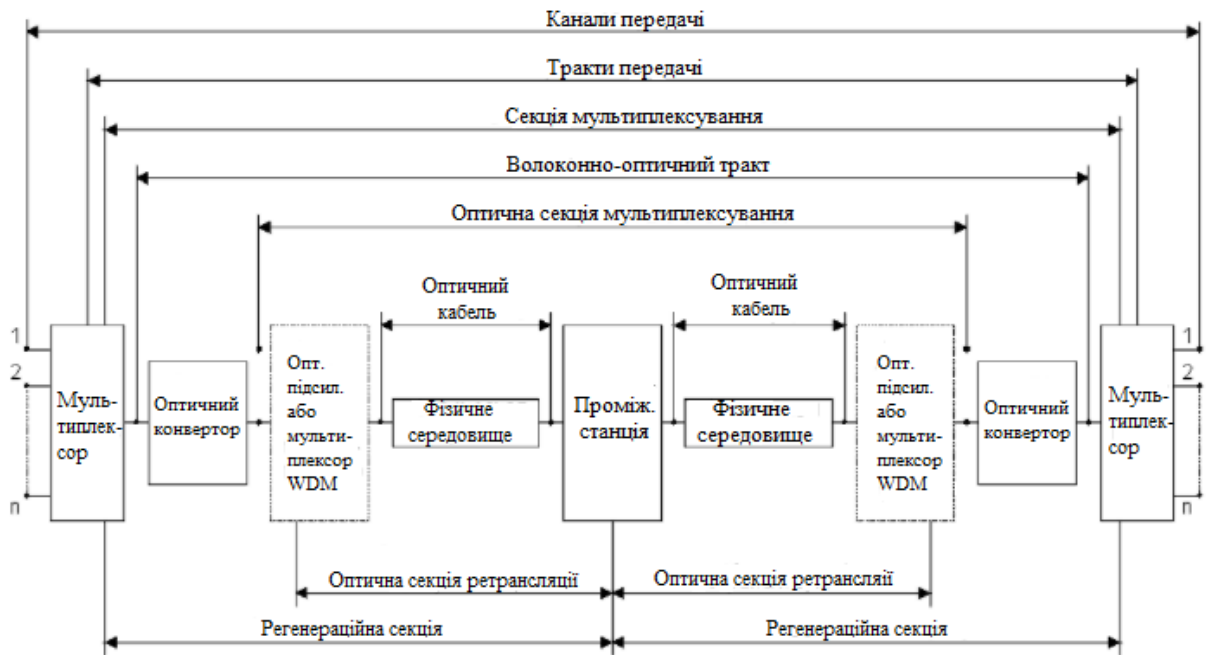 Канали передачі
Тракти передачі
Секція мультиплексування
Волоконно-оптичний тракт
Оптична секція мультиплексування
Оптичний
кабель
Оптичний
кабель
1
2
n
Муль-
типлек-
сор
Оптичний
конвертор
Опт.
підсил.
або
мульти-
плексор
WDM
Фізичне
середовище
Проміж.
станція
Фізичне
середовище
Опт.
підсил.
або
мульти-
плексор
WDM
Оптичний
конвертор
Муль-
типлек-
сор
1
2
n
Оптична секція ретрансляції
Оптична секція ретрансляії
Регенераційна секція
Регенераційна секція